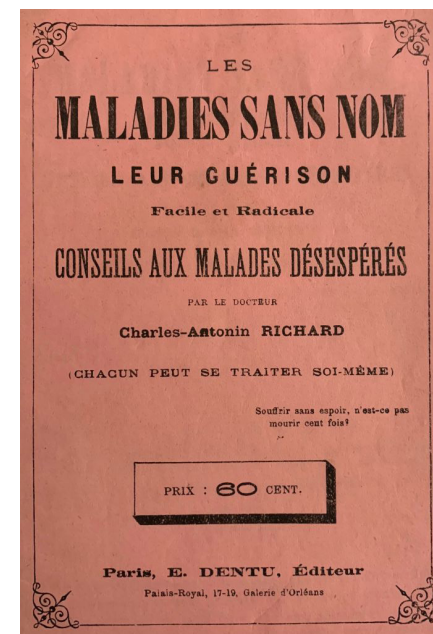 LES
MALADIES SANS NOM
LEUR GUÉRISON
Facile et Radicale
CONSEILS AUX MALADES DÉSESPÉRÉS
PAR LE DOCTEUR
Charles-Antonin RICHARD
(CHACUN PEUT SE TRAITER SOI-MÊME)
Souffrir sans espoir, n'est-ce pas
mourir cent fois?
PRIX : 60 CENT.
Paris, E. DENTU, Éditeur
Palais-Royal, 17-19, Galerie d'Orléans